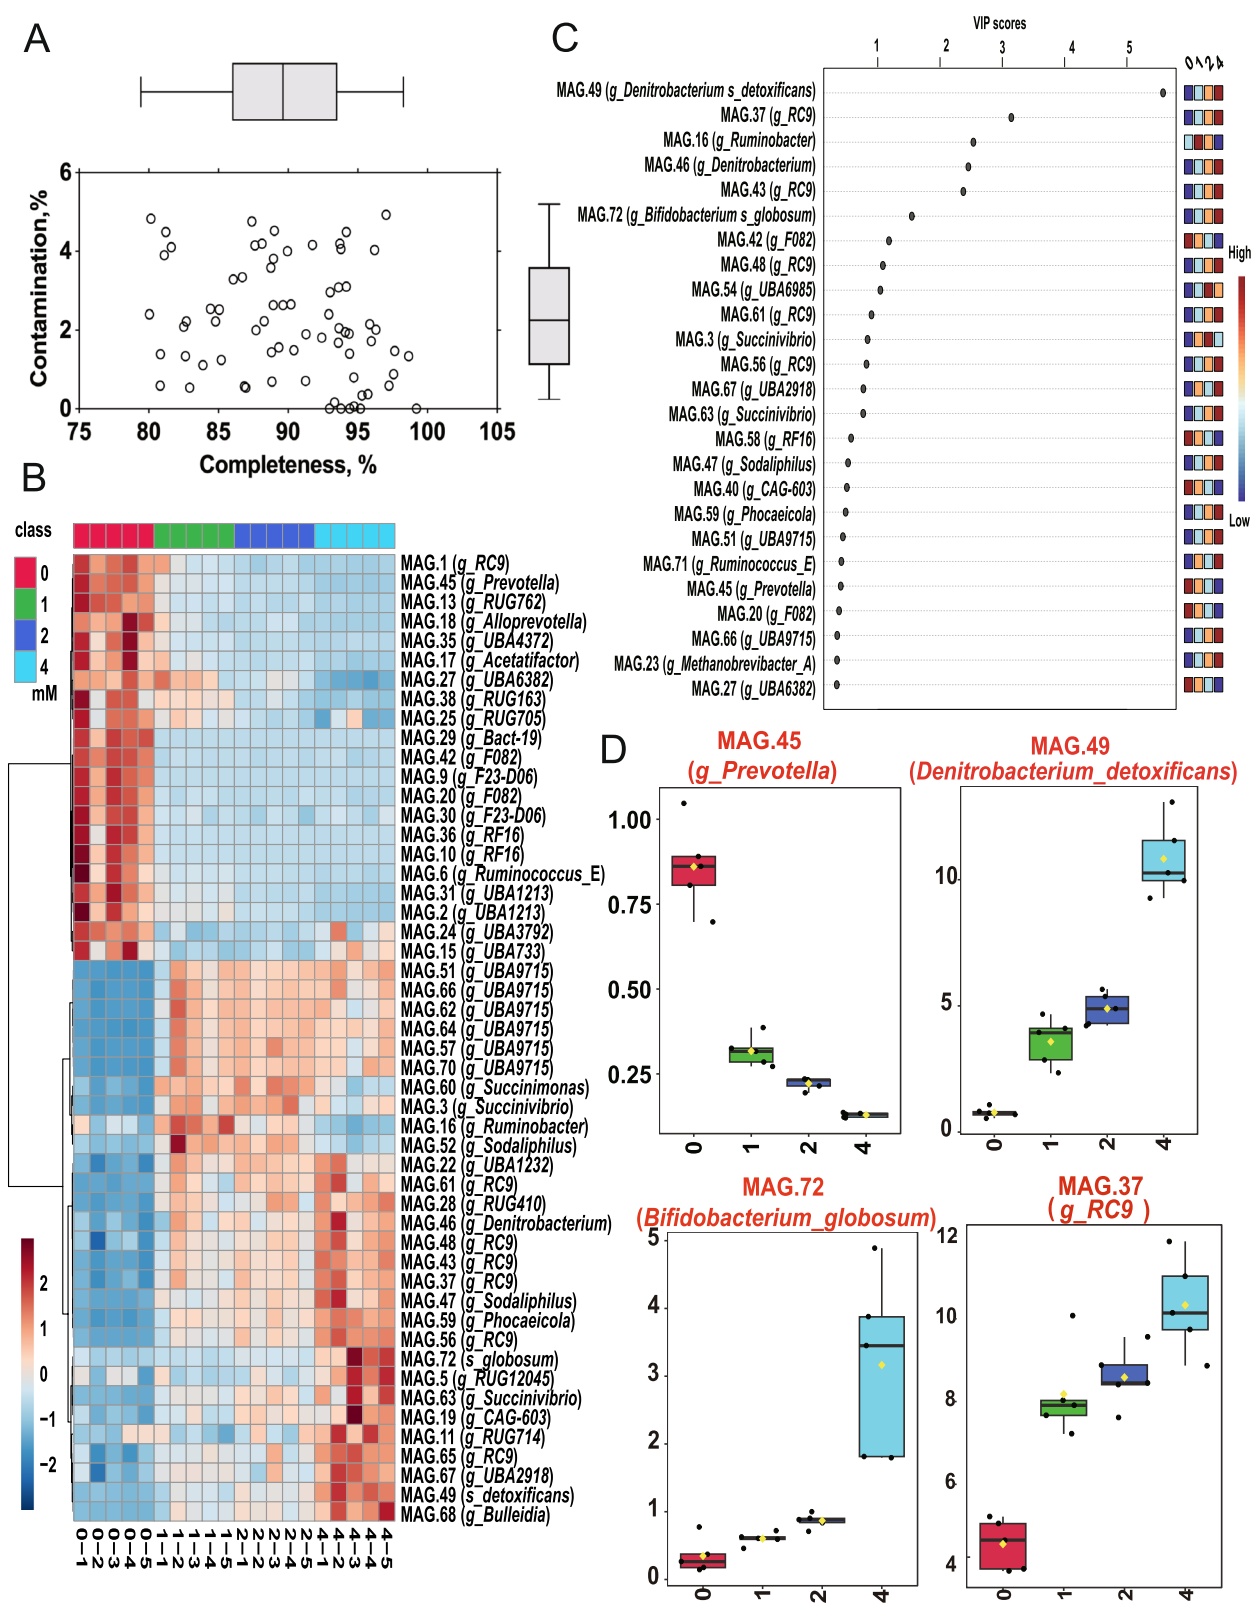 A
Contamination,%
6
4
2
0
75
80
85
90
95
100
105
Completeness, %
B
class
0
1
2
4
mM
MAG.1 (g_RC9)
MAG.45 (g_Prevotella)
MAG.13 (g_RUG762)
MAG.18 (g_Alloprevotella)
MAG.35 (g_UBA4372)
MAG.17 (g_Acetatifactor)
MAG.27 (g_UBA6382)
MAG.38 (g_RUG163)
MAG.25 (g_RUG705)
MAG.29 (g_Bact-19)
MAG.42 (g_F082)
MAG.9 (g_F23-D06)
MAG.20 (g_F082)
MAG.30 (g_F23-D06)
MAG.36 (g_RF16)
MAG.10 (g_RF16)
MAG.6 (g_Ruminococcus_E)
MAG.31 (g_UBA1213)
MAG.2 (g_UBA1213)
MAG.24 (g_UBA3792)
MAG.15 (g_UBA733)
MAG.51 (g_UBA9715)
MAG.66 (g_UBA9715)
MAG.62 (g_UBA9715)
MAG.64 (g_UBA9715)
MAG.57 (g_UBA9715)
MAG.70 (g_UBA9715)
MAG.60 (g_Succinimonas)
MAG.3 (g_Succinivibrio)
MAG.16 (g_Ruminobacter)
MAG.52 (g_Sodaliphilus)
MAG.22 (g_UBA1232)
MAG.61 (g_RC9)
MAG.28 (g_RUG410)
MAG.46 (g_Denitrobacterium)
MAG.48 (g_RC9)
MAG.43 (g_RC9)
MAG.37 (g_RC9)
MAG.47 (g_Sodaliphilus)
MAG.59 (g_Phocaeicola)
MAG.56 (g_RC9)
MAG.72 (s_globosum)
MAG.5 (g_RUG12045)
MAG.63 (g_Succinivibrio)
MAG.19 (g_CAG-603)
MAG.11 (g_RUG714)
MAG.65 (g_RC9)
MAG.67 (g_UBA2918)
MAG.49 (s_detoxificans)
MAG.68 (g_Bulleidia)
2
1
0
−1
−2
0−1
0−2
0−3
0−4
0−5
1−1
1−2
1−3
1−4
1−5
2−1
2−2
2−3
2−4
2−5
4−1
4−2
4−3
4−4
4−5
C
VIP scores
1
2
3
4
5
0 1 2 4
MAG.49 (g_Denitrobacterium s_detoxificans)
MAG.37 (g_RC9)
MAG.16 (g_Ruminobacter)
MAG.46 (g_Denitrobacterium)
MAG.43 (g_RC9)
MAG.72 (g_Bifidobacterium s_globosum)
MAG.42 (g_F082)
MAG.48 (g_RC9)
MAG.54 (g_UBA6985)
MAG.61 (g_RC9)
MAG.3 (g_Succinivibrio)
MAG.56 (g_RC9)
MAG.67 (g_UBA2918)
MAG.63 (g_Succinivibrio)
MAG.58 (g_RF16)
MAG.47 (g_Sodaliphilus)
MAG.40 (g_CAG-603)
MAG.59 (g_Phocaeicola)
MAG.51 (g_UBA9715)
MAG.71 (g_Ruminococcus_E)
MAG.45 (g_Prevotella)
MAG.20 (g_F082)
MAG.66 (g_UBA9715)
MAG.23 (g_Methanobrevibacter_A)
MAG.27 (g_UBA6382)
High
Low
D
MAG.45
(g_Prevotella)
1.00
0.75
0.50
0.25
0
1
2
4
MAG.49
(Denitrobacterium_detoxificans)
10
5
0
0
1
2
4
MAG.72
(Bifidobacterium_globosum)
5
4
3
2
1
0
0
1
2
4
MAG.37
( g_RC9 )
12
10
8
6
4
0
1
2
4